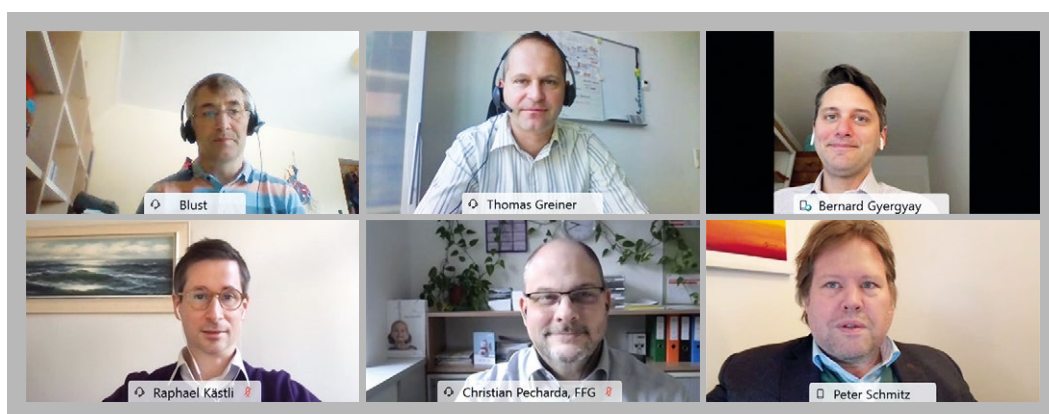 Blust
Thomas Greiner
Bernard Gyergyay
Raphael Kästli
Christian Pecharda, FFG
Peter Schmitz